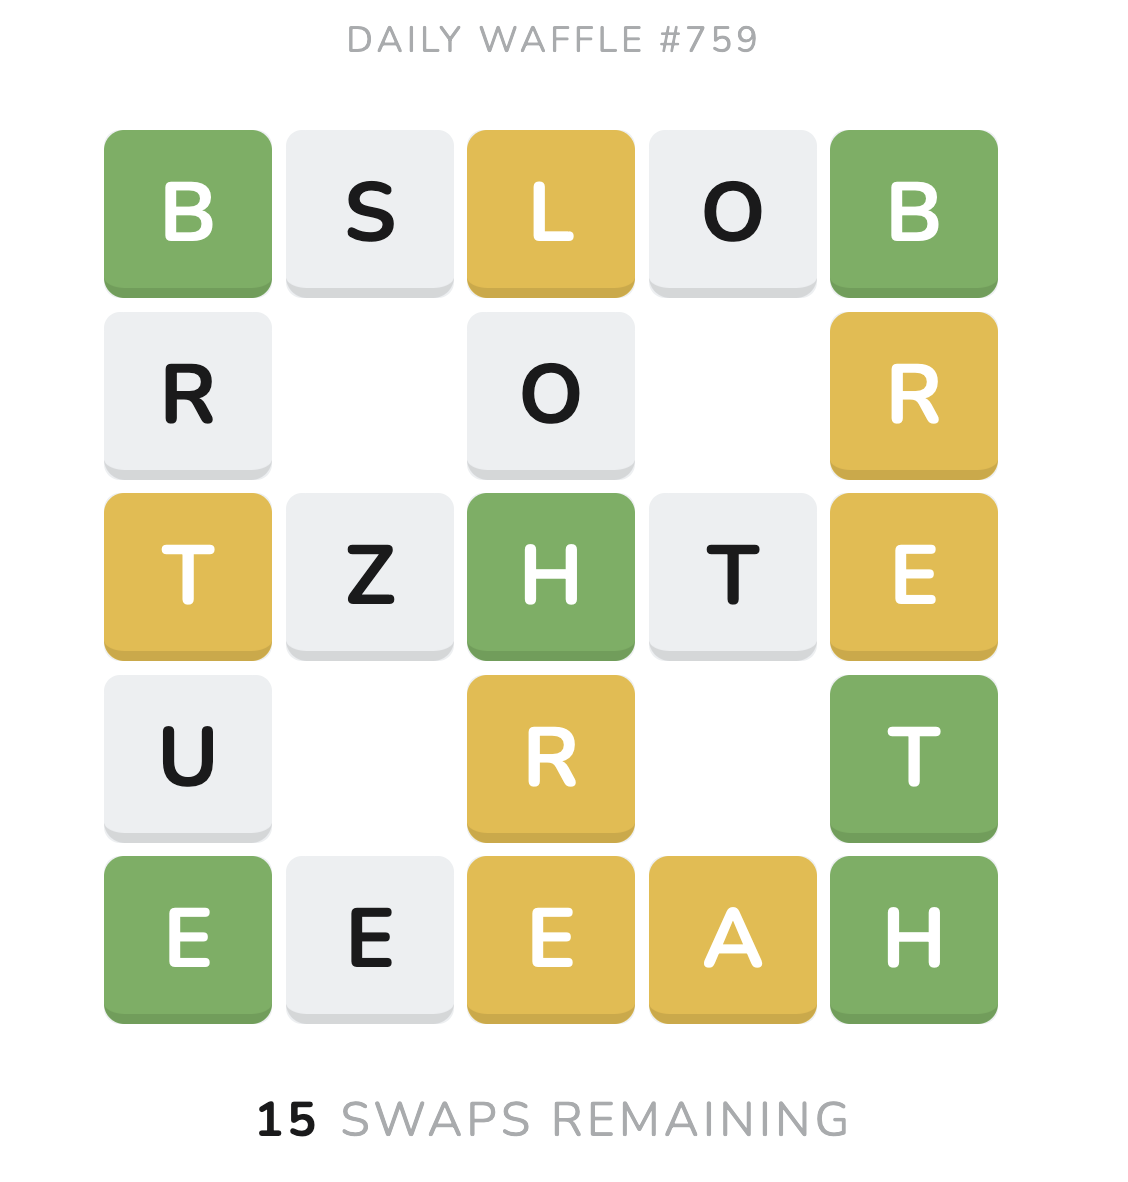 DAILY WAFFLE #759
B S L O B
R O R
T Z H T E
U R T
E E E A H
15 SWAPS REMAINING